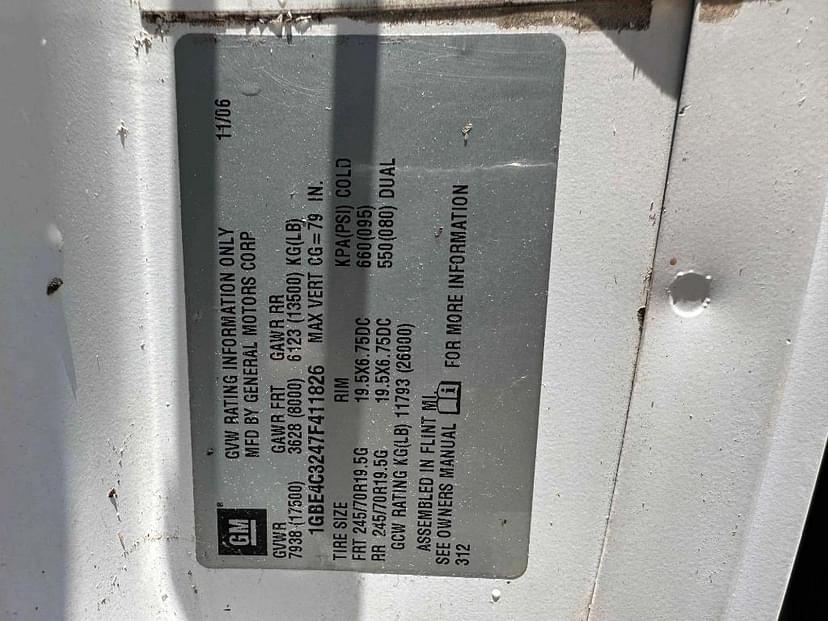 GM
GVW RATING INFORMATION ONLY 11/06
MFD BY GENERAL MOTORS CORP
GVWR GAWR FRT GAWR RR
7938 (17500) 3628 (8000) 6123 (13500) KG(LB)
1GBE4C3247F411826 MAX VERT CG=79 IN.
TIRE SIZE RIM KPA(PSI) COLD
FRT 245/70R19.5G 19.5X6.75DC 660(095)
RR 245/70R19.5G 19.5X6.75DC 550(080) DUAL
GCW RATING KG(LB) 11793 (26000)
ASSEMBLED IN FLINT MI.
SEE OWNERS MANUAL FOR MORE INFORMATION
312